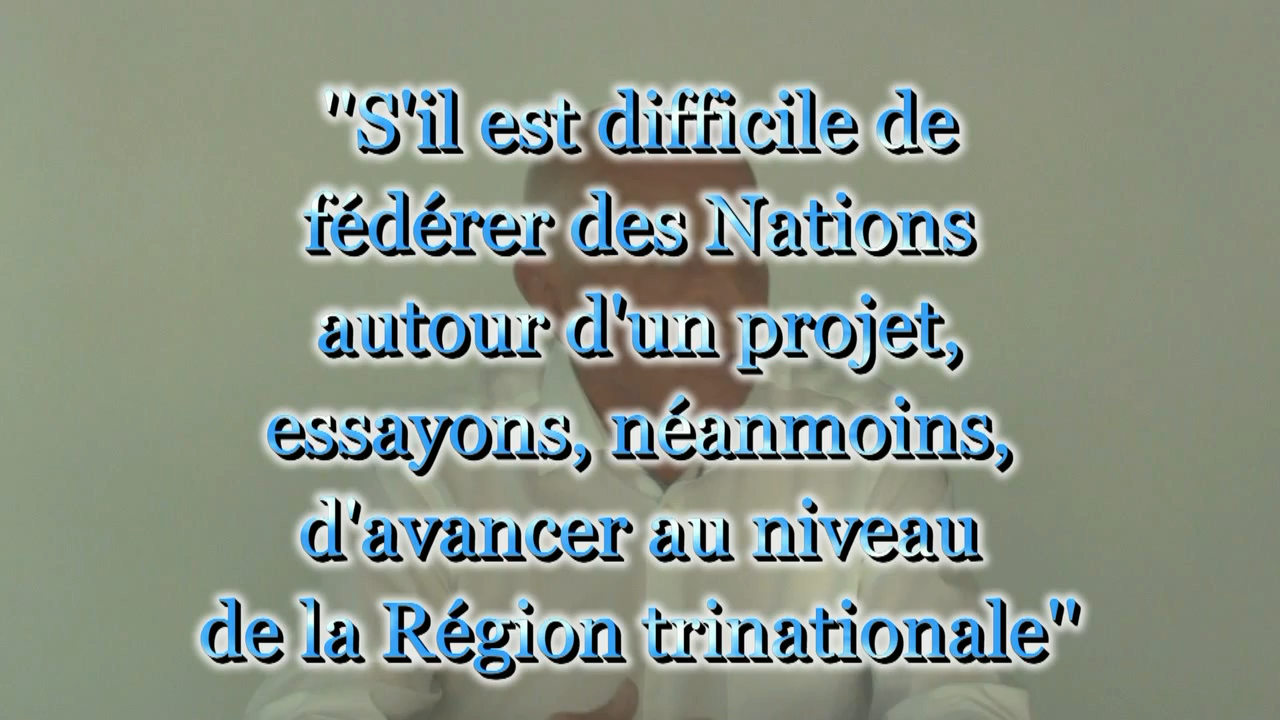 "S'il est difficile de
fédérer des Nations
autour d'un projet,
essayons, néanmoins,
d'avancer au niveau
de la Région trinationale"